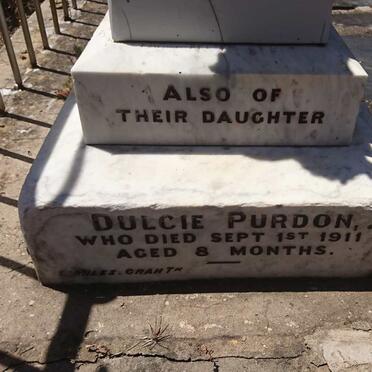 ALSO OF
THEIR DAUGHTER
DULCIE PURDON,
WHO DIED SEPT 1ST 1911
AGED 8 MONTHS.